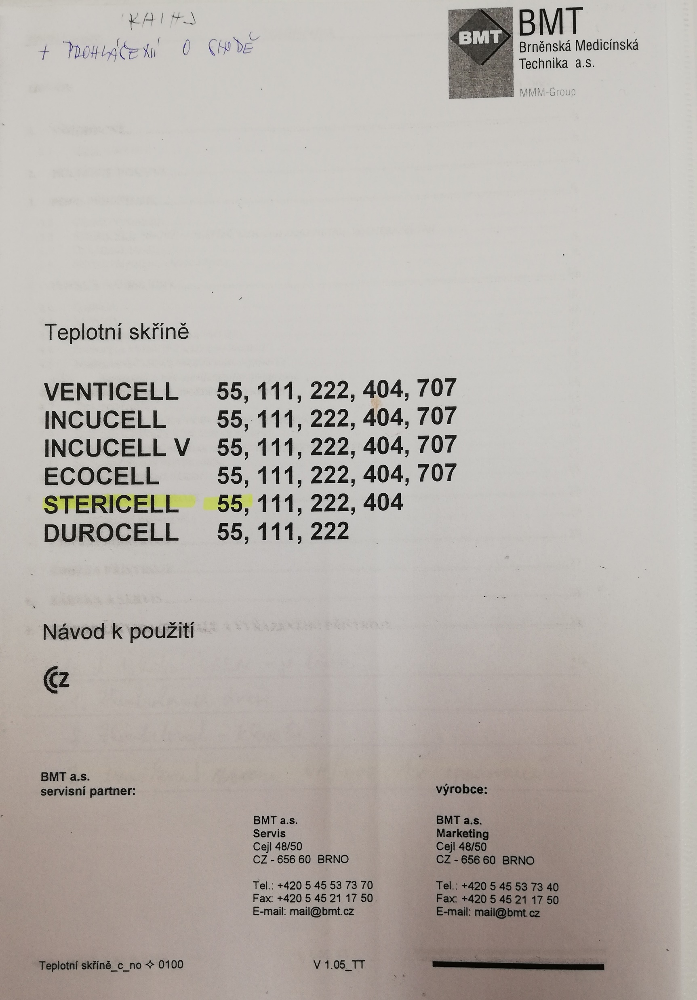 + PROHLÁČENÍ O SHODĚ
BMT
BMT
Brněnská Medicínská
Technika a.s.
MMM-Group
Teplotní skříně
VENTICELL 55, 111, 222, 404, 707
INCUCELL 55, 111, 222, 404, 707
INCUCELL V 55, 111, 222, 404, 707
ECOCELL 55, 111, 222, 404, 707
STERICELL 55, 111, 222, 404
DUROCELL 55, 111, 222
Návod k použití
CZ
BMT a.s.
servisní partner:
BMT a.s.
Servis
Cejl 48/50
CZ - 656 60 BRNO
Tel.: +420 5 45 53 73 70
Fax: +420 5 45 21 17 50
E-mail: mail@bmt.cz
výrobce:
BMT a.s.
Marketing
Cejl 48/50
CZ - 656 60 BRNO
Tel.: +420 5 45 53 73 40
Fax: +420 5 45 21 17 50
E-mail: mail@bmt.cz
Teplotní skříně_c_no ✧ 0100 V 1.05_TT